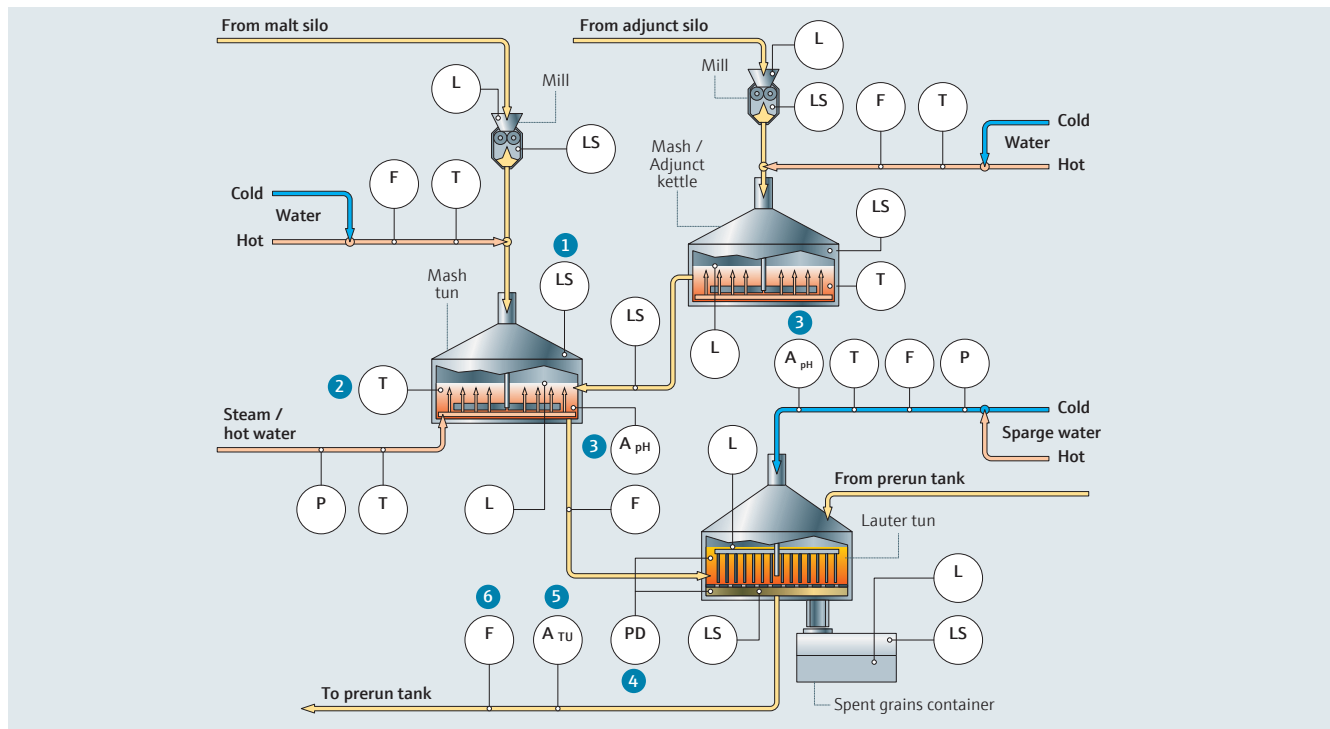 From malt silo
From adjunct silo
L
Mill
L
Mill
LS
F
T
Cold
Water
Hot
L
LS
Mash /
Adjunct
kettle
Cold
Water
Hot
F
T
LS
T
L
1
LS
Mash
tun
LS
2
T
3
A pH
T
F
P
Cold
Sparge water
Hot
Steam /
hot water
3
A pH
P
T
L
F
L
From prerun tank
Lauter tun
L
6
F
5
A TU
PD
4
LS
LS
To prerun tank
Spent grains container